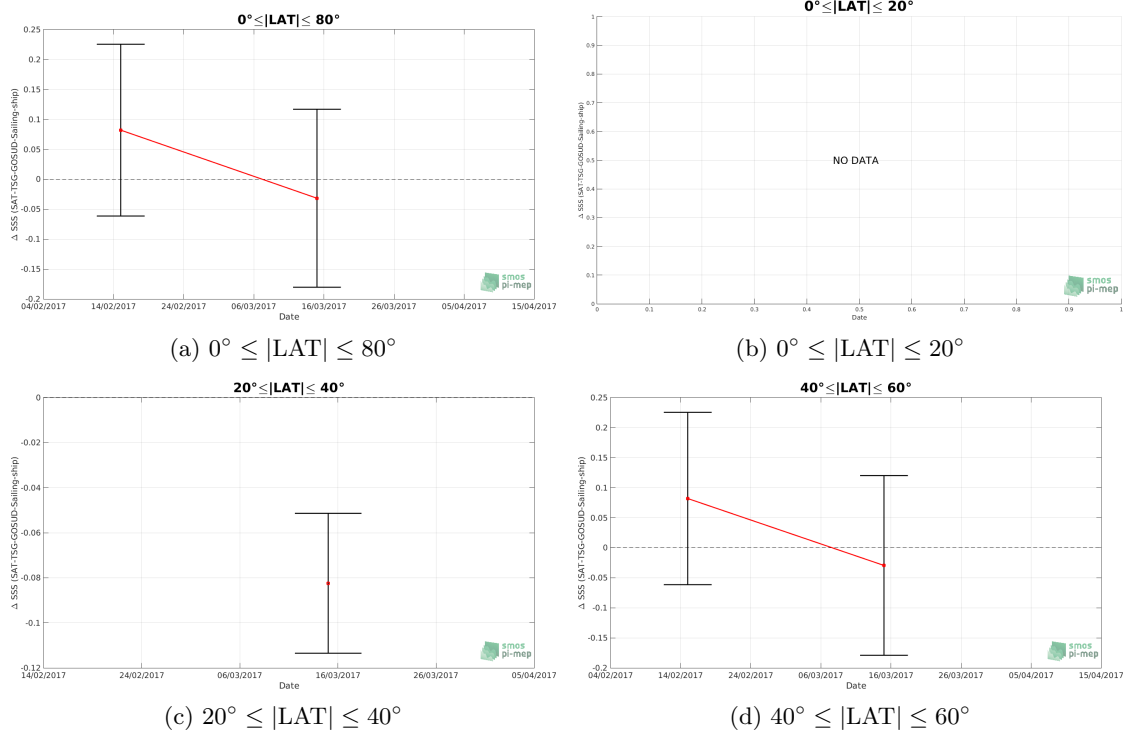 0°≤|LAT|≤ 80°
0.25
0.2
0.15
0.1
0.05
0
-0.05
-0.1
-0.15
-0.2
Δ SSS (SAT-TSG-GOSUD-Sailing-ship)
04/02/2017 14/02/2017 24/02/2017 06/03/2017 16/03/2017 26/03/2017 05/04/2017 15/04/2017
Date
smos
pi-mep
(a) 0° ≤ |LAT| ≤ 80°
0°≤|LAT|≤ 20°
1
0.9
0.8
0.7
0.6
0.5
0.4
0.3
0.2
0.1
0
Δ SSS (SAT-TSG-GOSUD-Sailing-ship)
NO DATA
0 0.1 0.2 0.3 0.4 0.5 0.6 0.7 0.8 0.9 1
Date
smos
pi-mep
(b) 0° ≤ |LAT| ≤ 20°
20°≤|LAT|≤ 40°
0
-0.02
-0.04
-0.06
-0.08
-0.1
-0.12
Δ SSS (SAT-TSG-GOSUD-Sailing-ship)
14/02/2017 24/02/2017 06/03/2017 16/03/2017 26/03/2017 05/04/2017
Date
smos
pi-mep
(c) 20° ≤ |LAT| ≤ 40°
40°≤|LAT|≤ 60°
0.25
0.2
0.15
0.1
0.05
0
-0.05
-0.1
-0.15
-0.2
Δ SSS (SAT-TSG-GOSUD-Sailing-ship)
04/02/2017 14/02/2017 24/02/2017 06/03/2017 16/03/2017 26/03/2017 05/04/2017 15/04/2017
Date
smos
pi-mep
(d) 40° ≤ |LAT| ≤ 60°